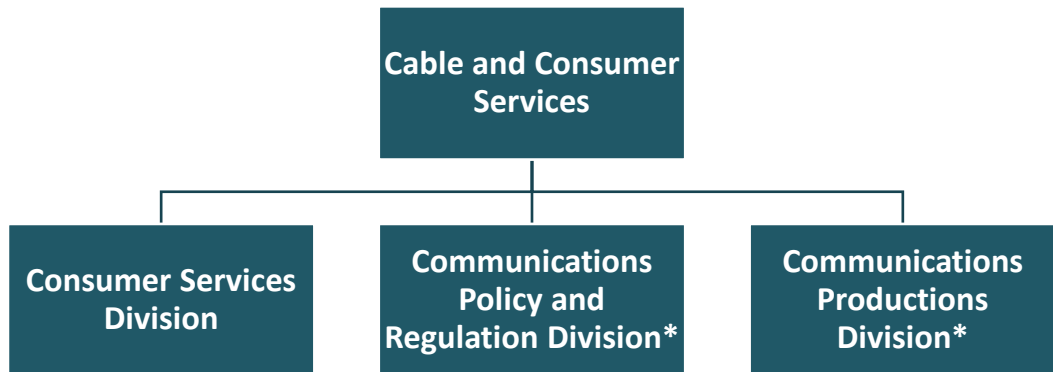 Cable and Consumer
Services
Consumer Services
Division
Communications
Policy and
Regulation Division*
Communications
Productions
Division*